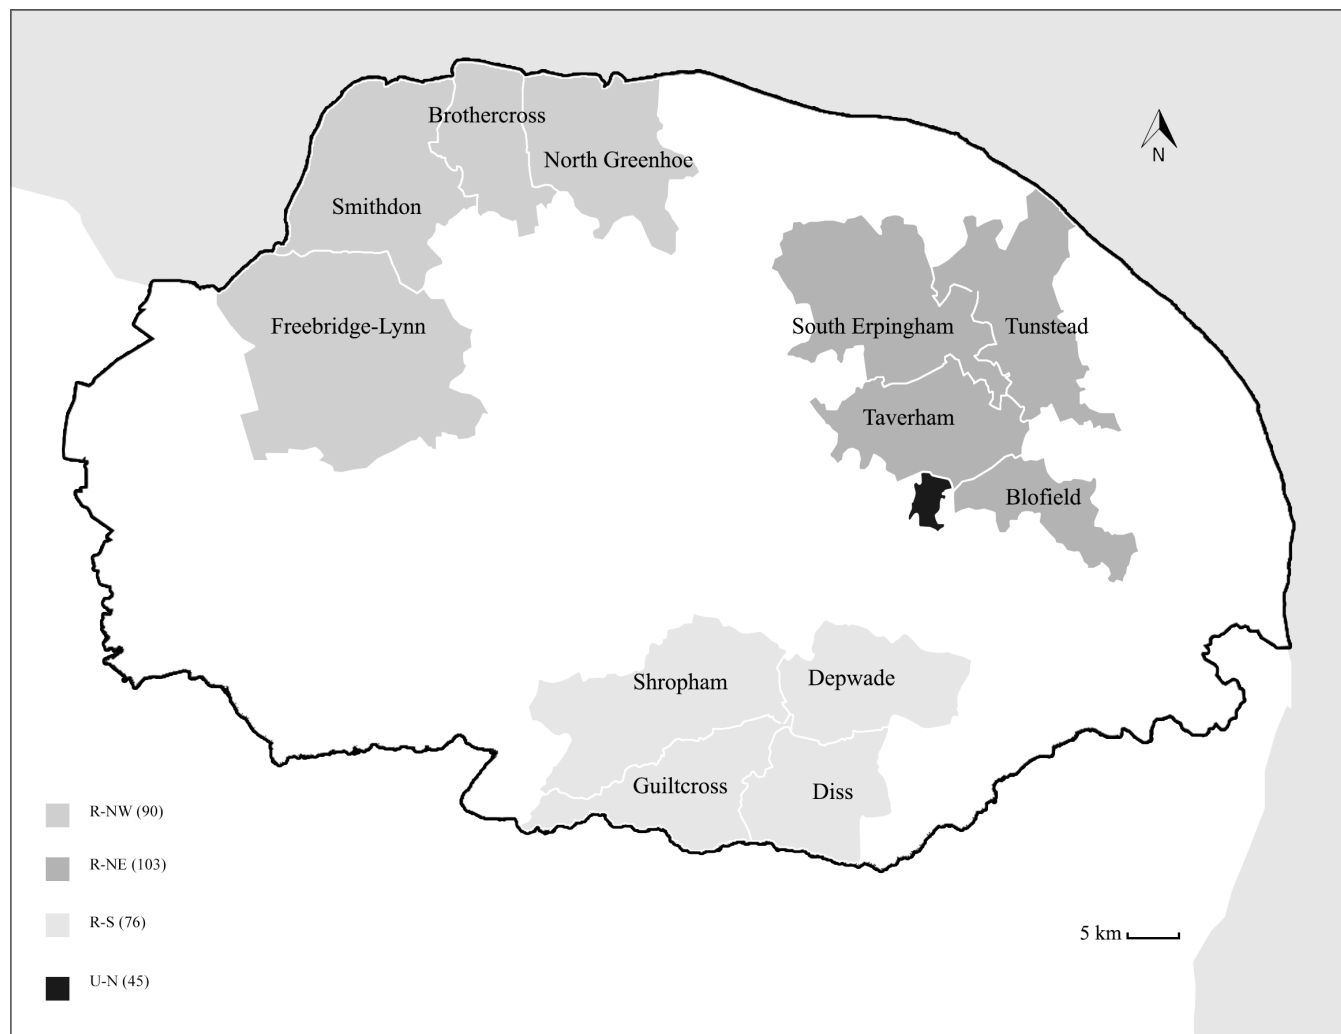 Brothercross
North Greenhoe
N
Smithdon
Freebridge-Lynn
South Erpingham
Tunstead
Taverham
Blofield
Shropham
Depwade
Guiltcross
Diss
R-NW (90)
R-NE (103)
R-S (76)
5 km
U-N (45)